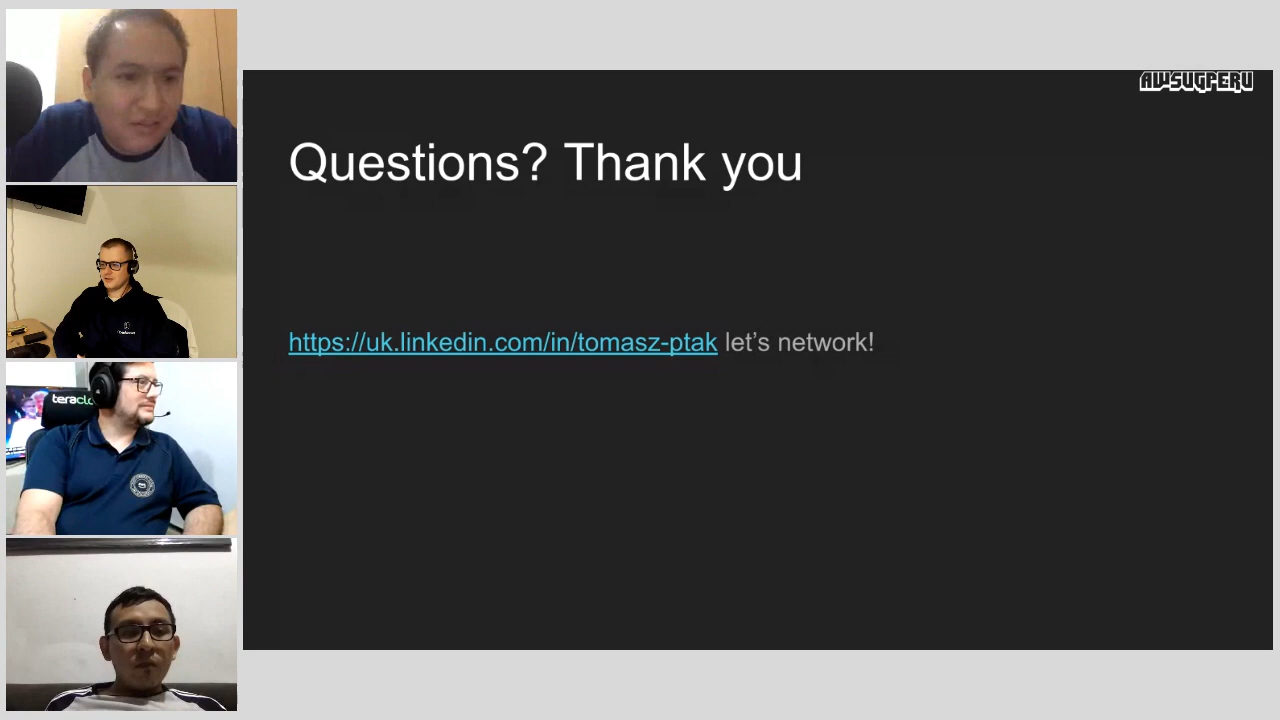 AWSUGPERU
Questions? Thank you
https://uk.linkedin.com/in/tomasz-ptak let’s network!
teraclo